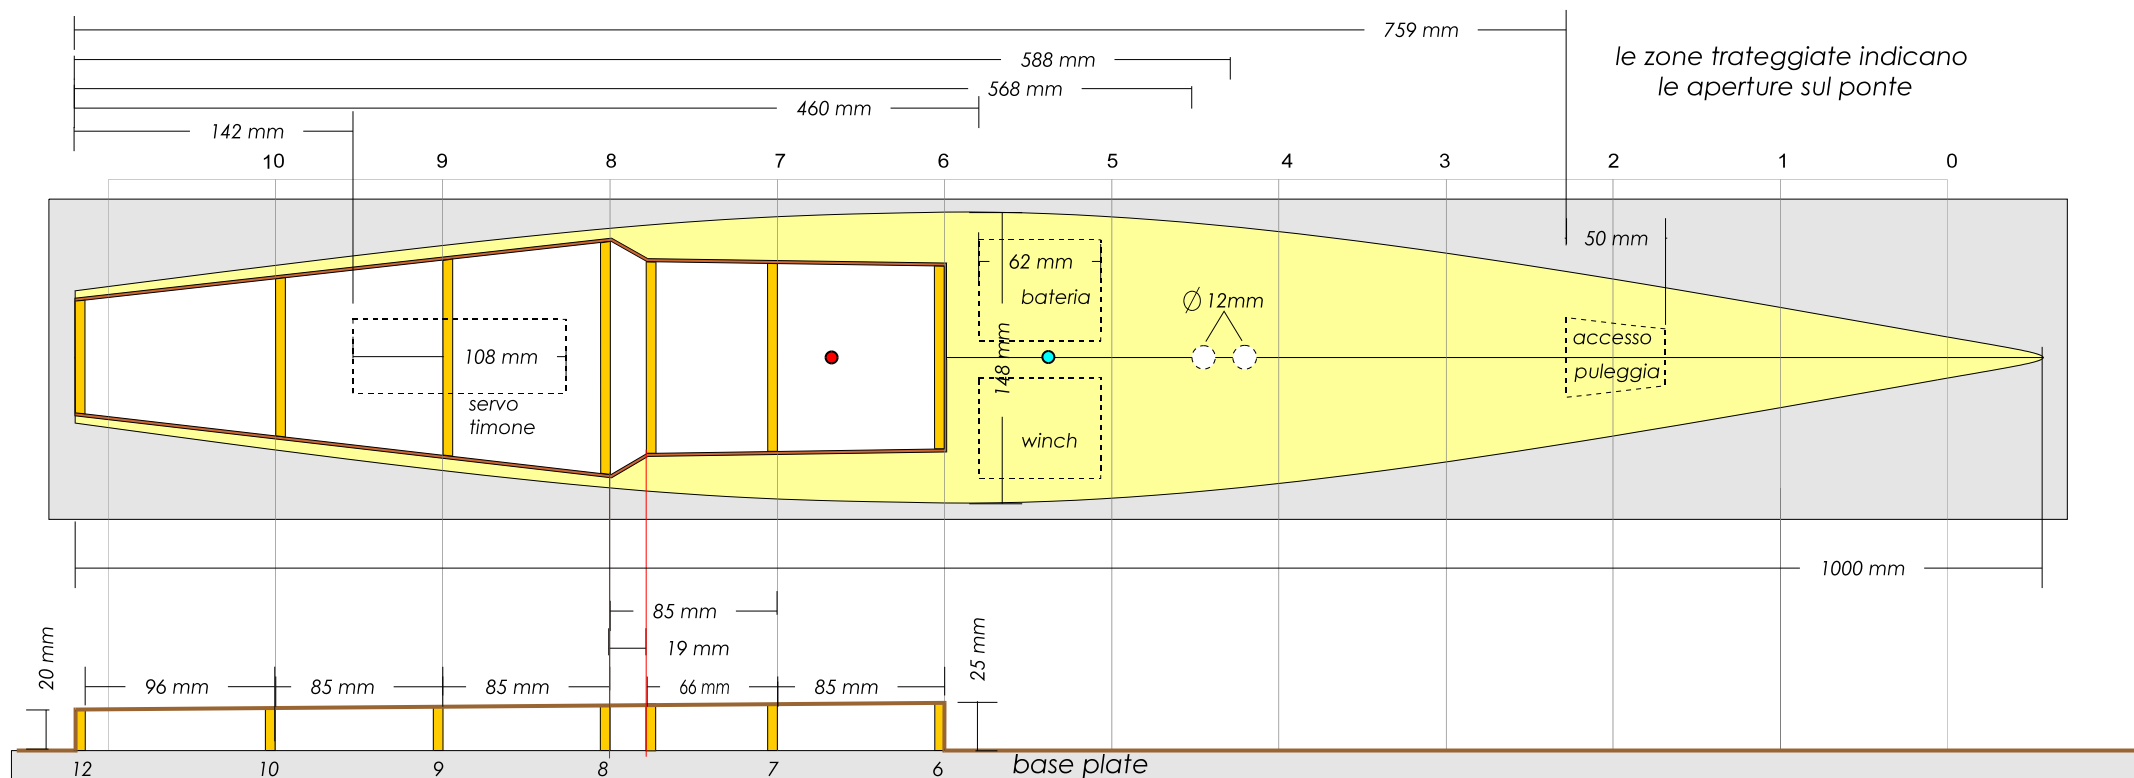 759 mm
le zone trateggiate indicano
588 mm
le aperture sul ponte
568 mm
460 mm
142 mm
10 9 8 7 6 5 4 3 2 1 0
50 mm
62 mm
bateria
Ø 12mm
148 mm
accesso
puleggia
108 mm
servo
timone
winch
1000 mm
85 mm
19 mm
20 mm
25 mm
96 mm 85 mm 85 mm 66 mm 85 mm
base plate
12 10 9 8 7 6